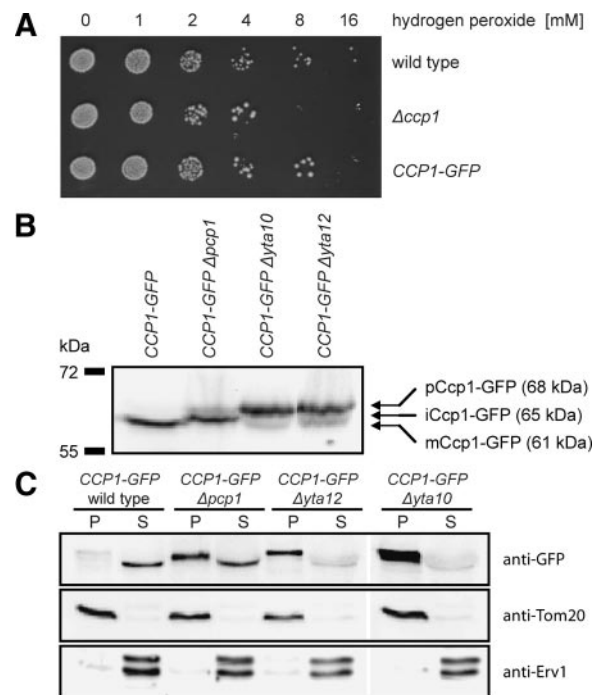 A
0 1 2 4 8 16 hydrogen peroxide [mM]
wild type
Δccp1
CCP1-GFP
B
CCP1-GFP
CCP1-GFP Δpcp1
CCP1-GFP Δyta10
CCP1-GFP Δyta12
kDa
72
55
pCcp1-GFP (68 kDa)
iCcp1-GFP (65 kDa)
mCcp1-GFP (61 kDa)
C
CCP1-GFP CCP1-GFP CCP1-GFP CCP1-GFP
wild type Δpcp1 Δyta12 Δyta10
P S P S P S P S
anti-GFP
anti-Tom20
anti-Erv1